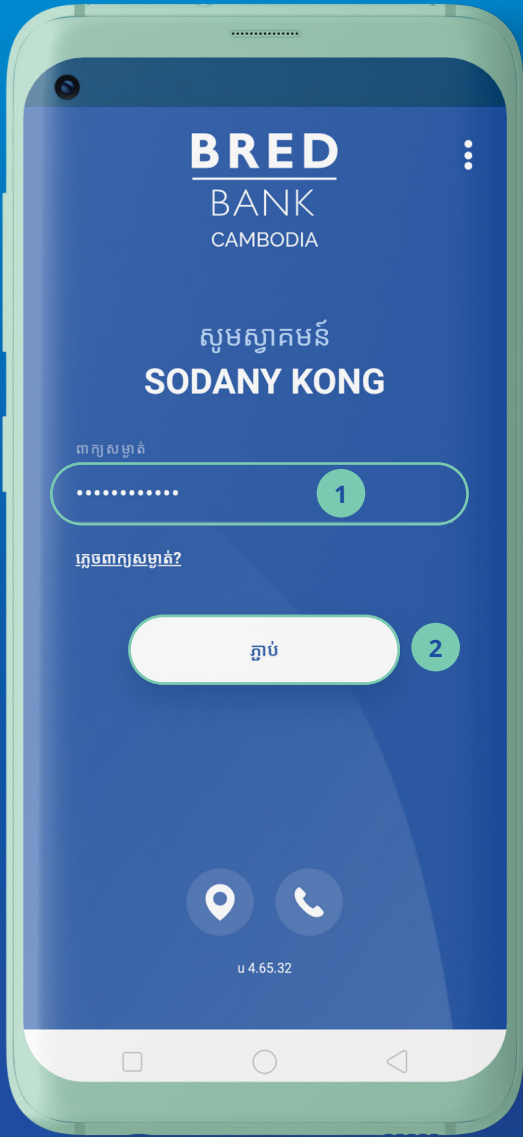 BRED
BANK
CAMBODIA
សូមស្វាគមន៍
SODANY KONG
ពាក្យសម្ងាត់
••••••••••••
1
ភ្លេចពាក្យសម្ងាត់?
ភ្ជាប់
2
u 4.65.32